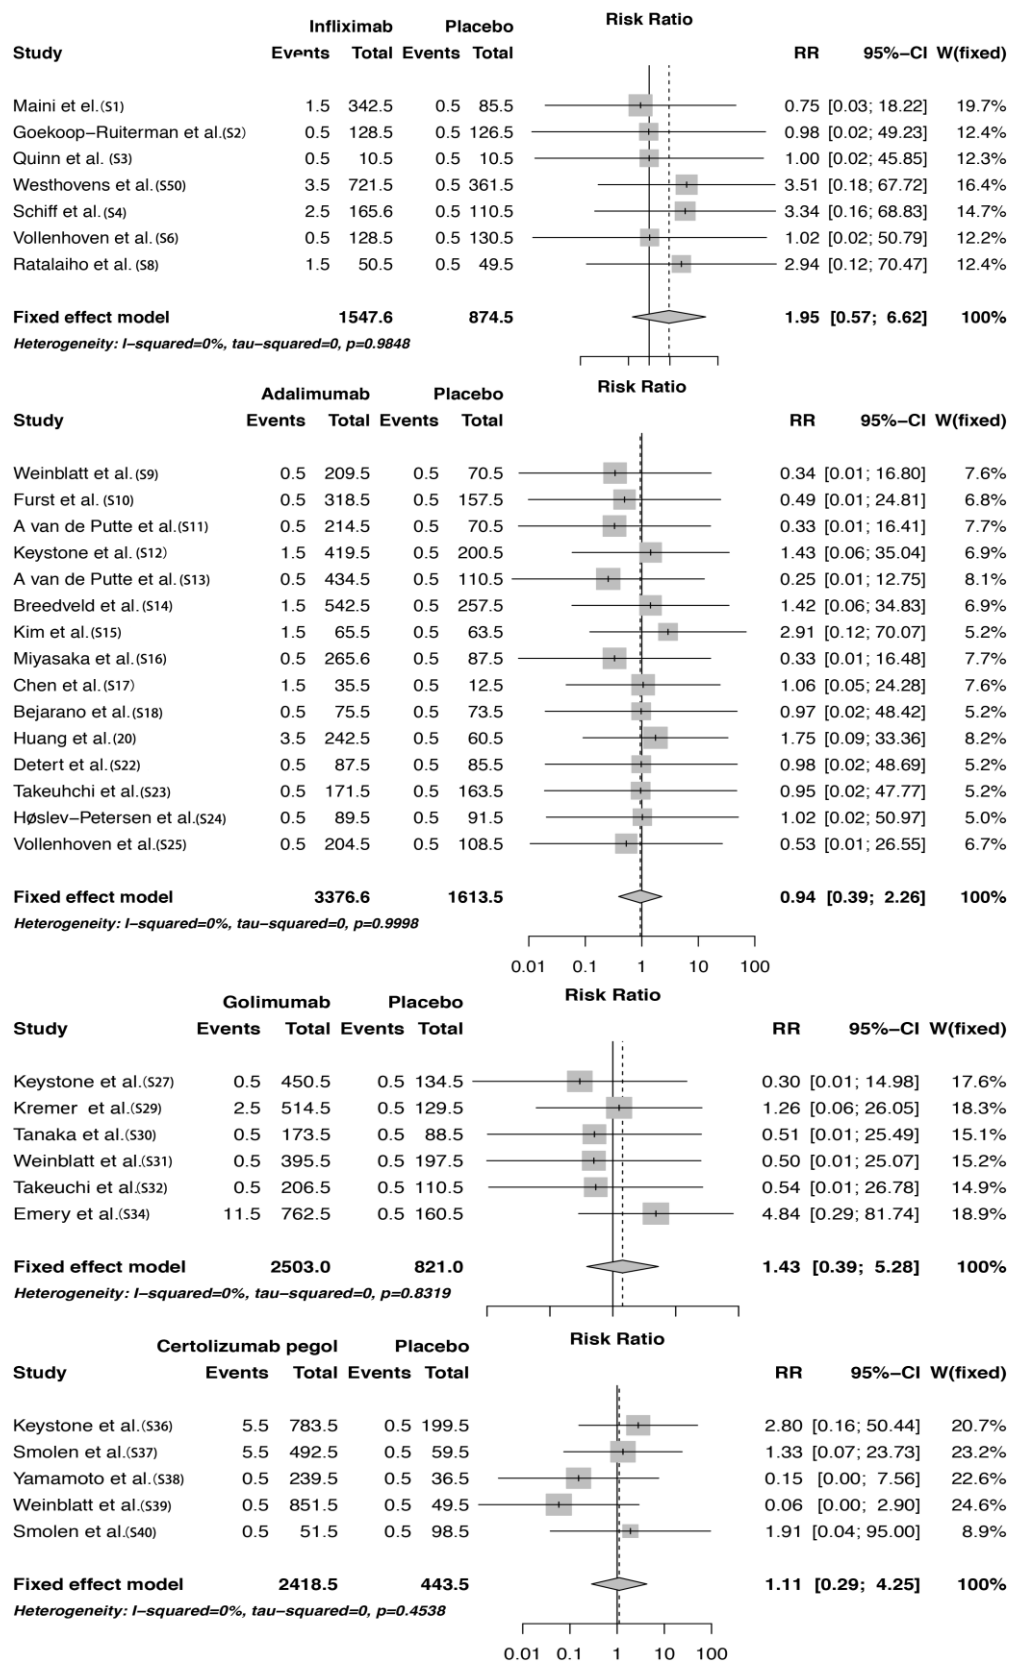 Risk Ratio
Infliximab Placebo
Study Events Total Events Total RR 95%–CI W(fixed)
Maini et el.(S1) 1.5 342.5 0.5 85.5 0.75 [0.03; 18.22] 19.7%
Goekoop–Ruiterman et al.(S2) 0.5 128.5 0.5 126.5 0.98 [0.02; 49.23] 12.4%
Quinn et al. (S3) 0.5 10.5 0.5 10.5 1.00 [0.02; 45.85] 12.3%
Westhovens et al.(S50) 3.5 721.5 0.5 361.5 3.51 [0.18; 67.72] 16.4%
Schiff et al.(S4) 2.5 165.6 0.5 110.5 3.34 [0.16; 68.83] 14.7%
Vollenhoven et al.(S6) 0.5 128.5 0.5 130.5 1.02 [0.02; 50.79] 12.2%
Ratalaiho et al.(S8) 1.5 50.5 0.5 49.5 2.94 [0.12; 70.47] 12.4%
Fixed effect model 1547.6 874.5 1.95 [0.57; 6.62] 100%
Heterogeneity: I–squared=0%, tau–squared=0, p=0.9848
Risk Ratio
Adalimumab Placebo
Study Events Total Events Total RR 95%–CI W(fixed)
Weinblatt et al.(S9) 0.5 209.5 0.5 70.5 0.34 [0.01; 16.80] 7.6%
Furst et al.(S10) 0.5 318.5 0.5 157.5 0.49 [0.01; 24.81] 6.8%
A van de Putte et al.(S11) 0.5 214.5 0.5 70.5 0.33 [0.01; 16.41] 7.7%
Keystone et al.(S12) 1.5 419.5 0.5 200.5 1.43 [0.06; 35.04] 6.9%
A van de Putte et al.(S13) 0.5 434.5 0.5 110.5 0.25 [0.01; 12.75] 8.1%
Breedveld et al.(S14) 1.5 542.5 0.5 257.5 1.42 [0.06; 34.83] 6.9%
Kim et al.(S15) 1.5 65.5 0.5 63.5 2.91 [0.12; 70.07] 5.2%
Miyasaka et al.(S16) 0.5 265.6 0.5 87.5 0.33 [0.01; 16.48] 7.7%
Chen et al.(S17) 1.5 35.5 0.5 12.5 1.06 [0.05; 24.28] 7.6%
Bejarano et al.(S18) 0.5 75.5 0.5 73.5 0.97 [0.02; 48.42] 5.2%
Huang et al.(20) 3.5 242.5 0.5 60.5 1.75 [0.09; 33.36] 8.2%
Detert et al.(S22) 0.5 87.5 0.5 85.5 0.98 [0.02; 48.69] 5.2%
Takeuhchi et al.(S23) 0.5 171.5 0.5 163.5 0.95 [0.02; 47.77] 5.2%
Høslev–Petersen et al.(S24) 0.5 89.5 0.5 91.5 1.02 [0.02; 50.97] 5.0%
Vollenhoven et al.(S25) 0.5 204.5 0.5 108.5 0.53 [0.01; 26.55] 6.7%
Fixed effect model 3376.6 1613.5 0.94 [0.39; 2.26] 100%
Heterogeneity: I–squared=0%, tau–squared=0, p=0.9998
0.01 0.1 1 10 100
Risk Ratio
Golimumab Placebo
Study Events Total Events Total RR 95%–CI W(fixed)
Keystone et al.(S27) 0.5 450.5 0.5 134.5 0.30 [0.01; 14.98] 17.6%
Kremer et al.(S29) 2.5 514.5 0.5 129.5 1.26 [0.06; 26.05] 18.3%
Tanaka et al.(S30) 0.5 173.5 0.5 88.5 0.51 [0.01; 25.49] 15.1%
Weinblatt et al.(S31) 0.5 395.5 0.5 197.5 0.50 [0.01; 25.07] 15.2%
Takeuchi et al.(S32) 0.5 206.5 0.5 110.5 0.54 [0.01; 26.78] 14.9%
Emery et al.(S34) 11.5 762.5 0.5 160.5 4.84 [0.29; 81.74] 18.9%
Fixed effect model 2503.0 821.0 1.43 [0.39; 5.28] 100%
Heterogeneity: I–squared=0%, tau–squared=0, p=0.8319
Risk Ratio
Certolizumab pegol Placebo
Study Events Total Events Total RR 95%–CI W(fixed)
Keystone et al.(S36) 5.5 783.5 0.5 199.5 2.80 [0.16; 50.44] 20.7%
Smolen et al.(S37) 5.5 492.5 0.5 59.5 1.33 [0.07; 23.73] 23.2%
Yamamoto et al.(S38) 0.5 239.5 0.5 36.5 0.15 [0.00; 7.56] 22.6%
Weinblatt et al.(S39) 0.5 851.5 0.5 49.5 0.06 [0.00; 2.90] 24.6%
Smolen et al.(S40) 0.5 51.5 0.5 98.5 1.91 [0.04; 95.00] 8.9%
Fixed effect model 2418.5 443.5 1.11 [0.29; 4.25] 100%
Heterogeneity: I–squared=0%, tau–squared=0, p=0.4538
0.01 0.1 1 10 100